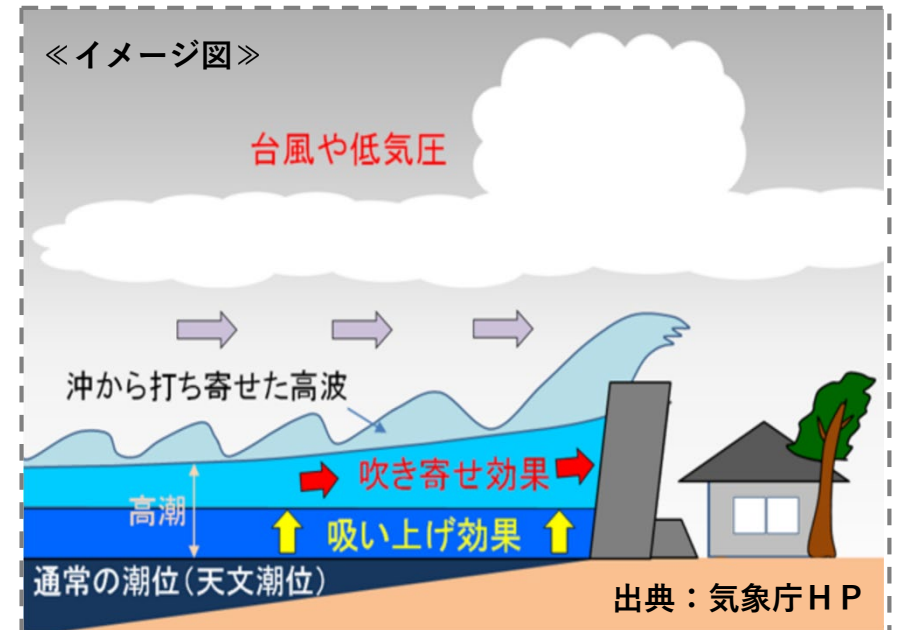 ≪イメージ図≫
台風や低気圧
沖から打ち寄せた高波
吹き寄せ効果
高潮
吸い上げ効果
通常の潮位(天文潮位)
出典：気象庁ＨＰ